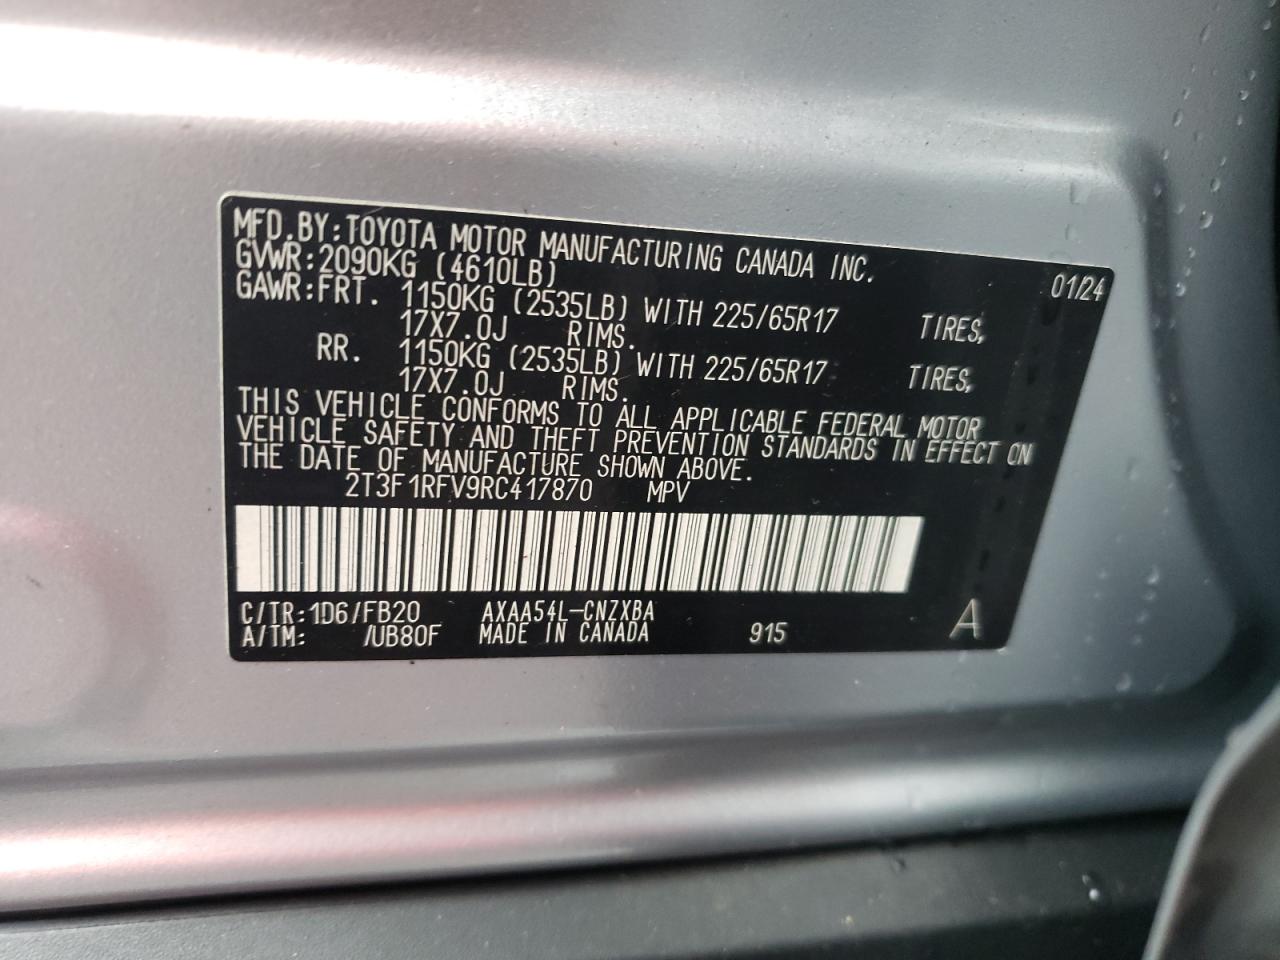 MFD.BY:TOYOTA MOTOR MANUFACTURING CANADA INC. 01/24
GVWR:2090KG (4610LB)
GAWR:FRT. 1150KG (2535LB) WITH 225/65R17 TIRES,
17X7.0J RIMS.
RR. 1150KG (2535LB) WITH 225/65R17 TIRES,
17X7.0J RIMS.
THIS VEHICLE CONFORMS TO ALL APPLICABLE FEDERAL MOTOR
VEHICLE SAFETY AND THEFT PREVENTION STANDARDS IN EFFECT ON
THE DATE OF MANUFACTURE SHOWN ABOVE.
2T3F1RFV9RC417870 MPV
C/TR:1D6/FB20 AXAA54L-CNZXBA
A/TM: /UB80F MADE IN CANADA 915 A